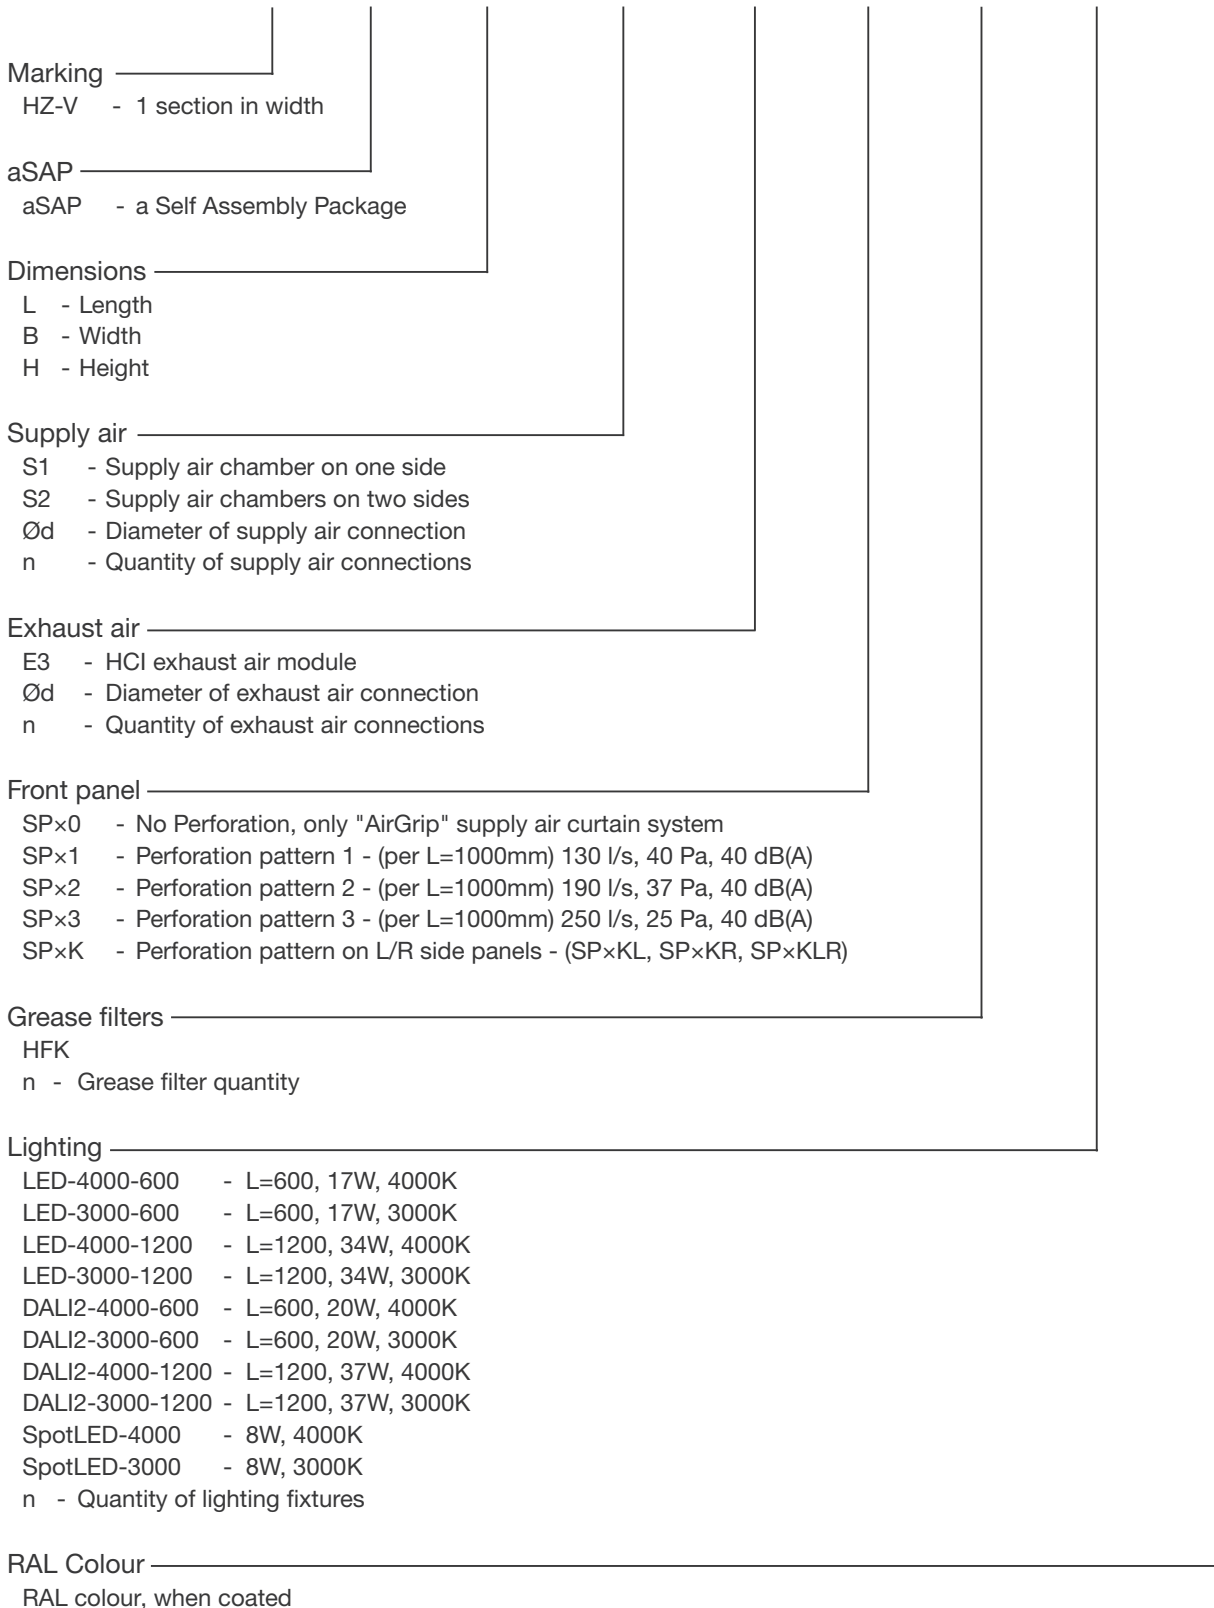 Marking
HZ-V - 1 section in width
aSAP
aSAP - a Self Assembly Package
Dimensions
L - Length
B - Width
H - Height
Supply air
S1 - Supply air chamber on one side
S2 - Supply air chambers on two sides
Ød - Diameter of supply air connection
n - Quantity of supply air connections
Exhaust air
E3 - HCI exhaust air module
Ød - Diameter of exhaust air connection
n - Quantity of exhaust air connections
Front panel
SP×0 - No Perforation, only "AirGrip" supply air curtain system
SP×1 - Perforation pattern 1 - (per L=1000mm) 130 l/s, 40 Pa, 40 dB(A)
SP×2 - Perforation pattern 2 - (per L=1000mm) 190 l/s, 37 Pa, 40 dB(A)
SP×3 - Perforation pattern 3 - (per L=1000mm) 250 l/s, 25 Pa, 40 dB(A)
SP×K - Perforation pattern on L/R side panels - (SP×KL, SP×KR, SP×KLR)
Grease filters
HFK
n - Grease filter quantity
Lighting
LED-4000-600 - L=600, 17W, 4000K
LED-3000-600 - L=600, 17W, 3000K
LED-4000-1200 - L=1200, 34W, 4000K
LED-3000-1200 - L=1200, 34W, 3000K
DALI2-4000-600 - L=600, 20W, 4000K
DALI2-3000-600 - L=600, 20W, 3000K
DALI2-4000-1200 - L=1200, 37W, 4000K
DALI2-3000-1200 - L=1200, 37W, 3000K
SpotLED-4000 - 8W, 4000K
SpotLED-3000 - 8W, 3000K
n - Quantity of lighting fixtures
RAL Colour
RAL colour, when coated